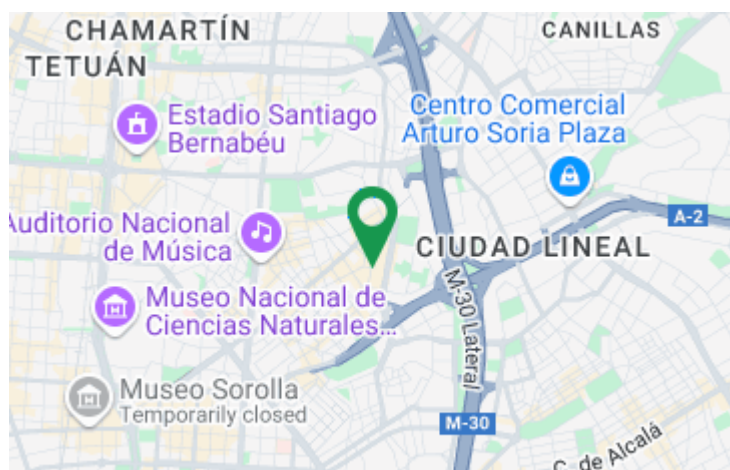 CHAMARTÍN
CANILLAS
TETUÁN
Estadio Santiago
Bernabéu
Centro Comercial
Arturo Soria Plaza
A-2
Auditorio Nacional
de Música
CIUDAD LINEAL
Museo Nacional de
Ciencias Naturales...
M-30 Lateral
Museo Sorolla
Temporarily closed
M-30
C. de Alcalá